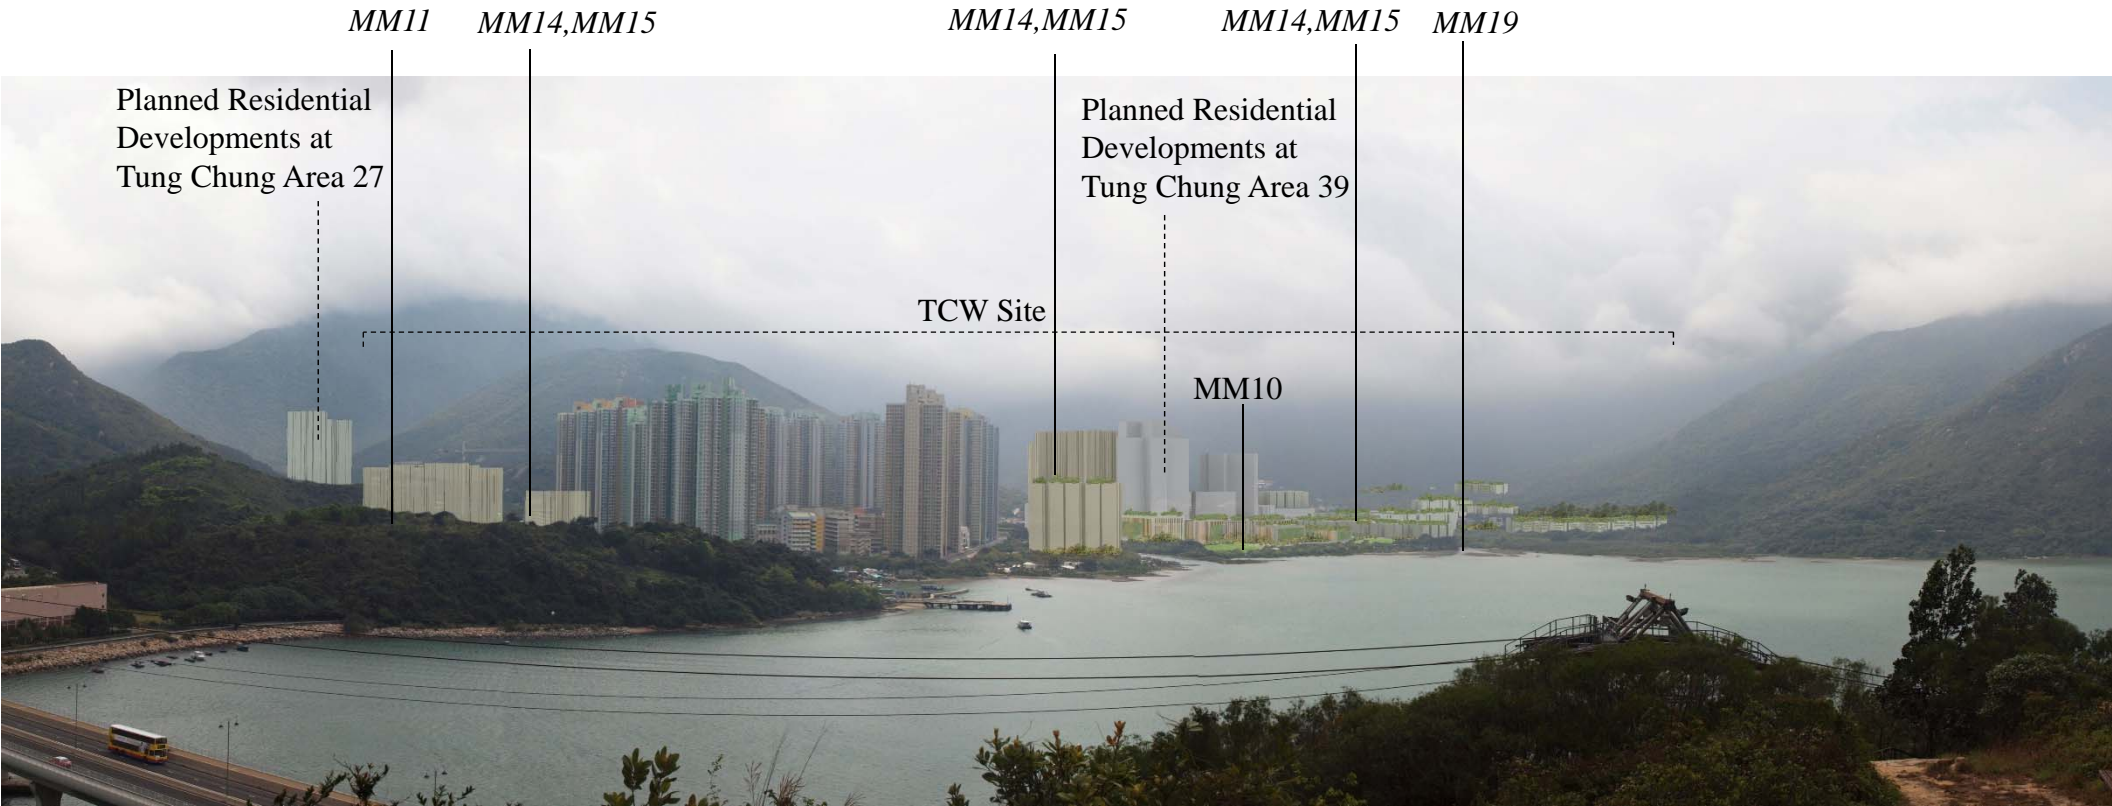 MM11
MM14,MM15
MM14,MM15
MM14,MM15
MM19
Planned Residential
Developments at
Tung Chung Area 27
Planned Residential
Developments at
Tung Chung Area 39
TCW Site
MM10